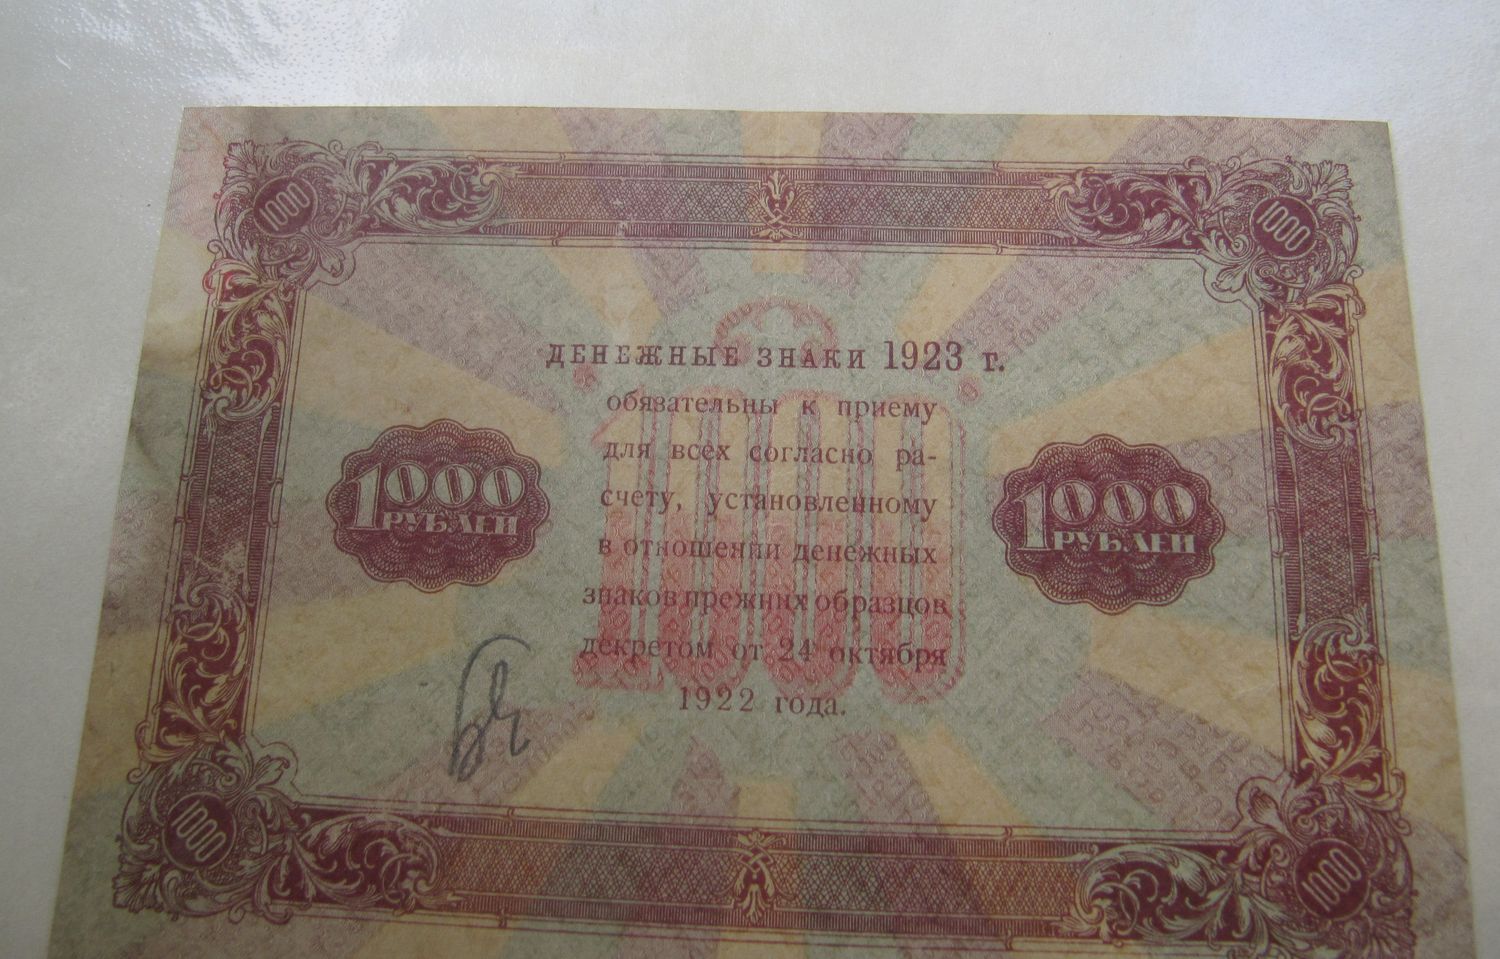 1000
1000
ДЕНЕЖНЫЕ ЗНАКИ 1923 г.
обязательны к приему
для всех согласно ра-
счету, установленному
в отношении денежных
знаков прежних образцов
декретом от 24 октября
1922 года.
1000
РУБЛЕЙ
1000
РУБЛЕЙ
1000
1000
1000